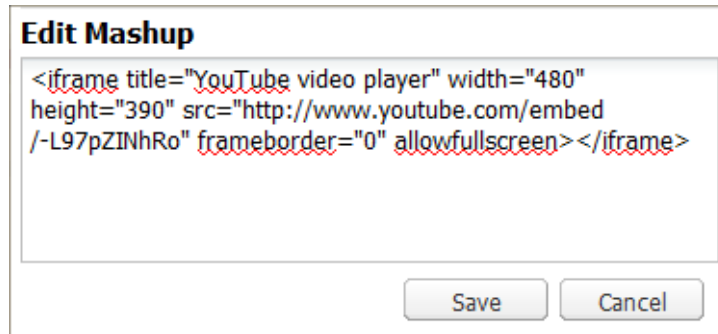 Edit Mashup
<iframe title="YouTube video player" width="480"
height="390" src="http://www.youtube.com/embed
/-L97pZINhRo" frameborder="0" allowfullscreen></iframe>
Save Cancel